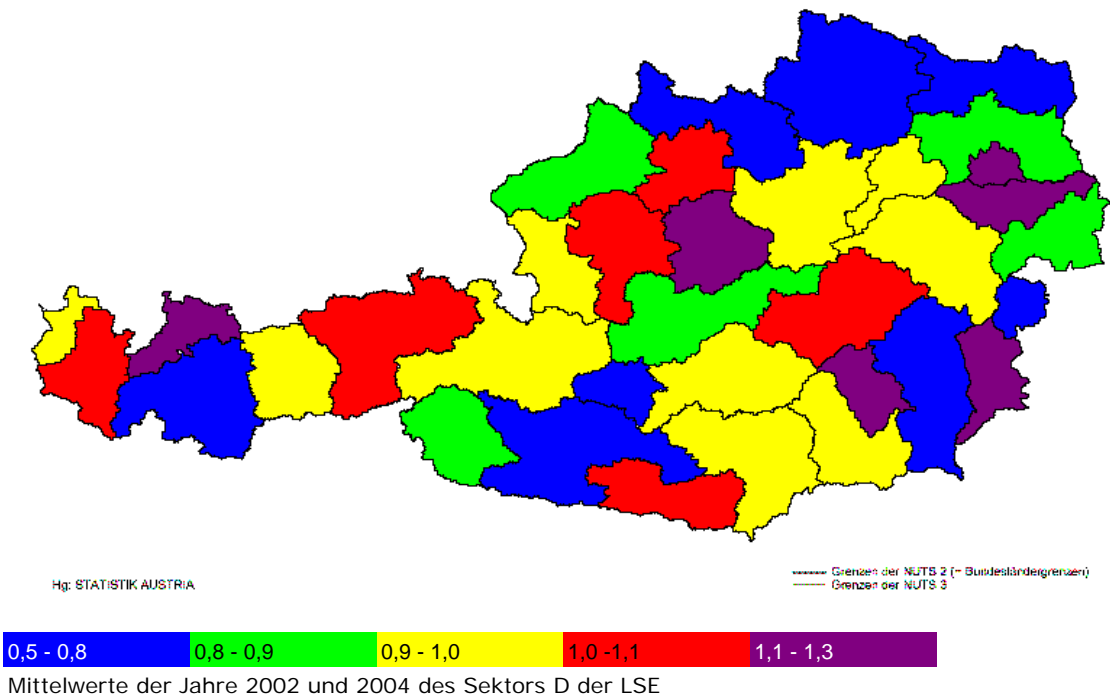 Hg: STATISTIK AUSTRIA
Grenzen der NUTS 2 (= Bundesländergrenzen)
Grenzen der NUTS 3
0,5 - 0,8
0,8 - 0,9
0,9 - 1,0
1,0 -1,1
1,1 - 1,3
Mittelwerte der Jahre 2002 und 2004 des Sektors D der LSE